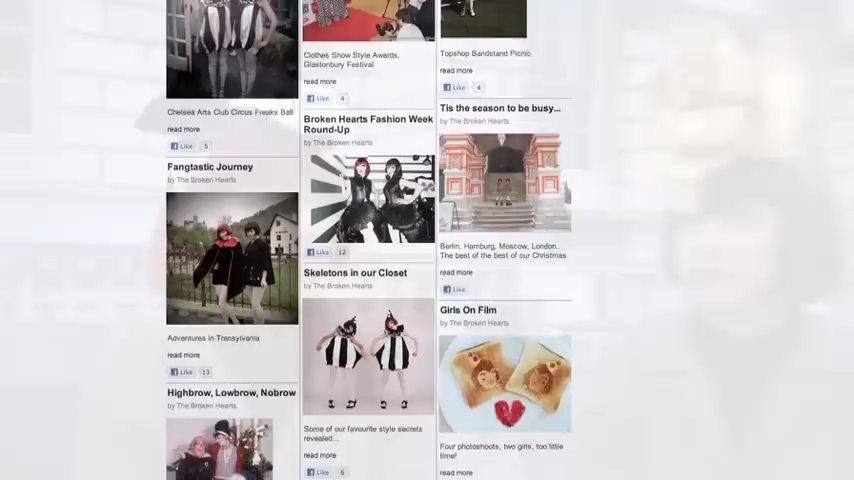 Chelsea Arts Club Circus Freaks Ball
read more
Like 5
Fangtastic Journey
by The Broken Hearts
Adventures in Transylvania
read more
Like 13
Highbrow, Lowbrow, Nobrow
by The Broken Hearts
Clothes Show Style Awards,
Glastonbury Festival
read more
Like 4
Broken Hearts Fashion Week
Round-Up
by The Broken Hearts
Like 12
Skeletons in our Closet
by The Broken Hearts
Some of our favourite style secrets
revealed...
read more
Like 6
Topshop Bandstand Picnic
read more
Like 4
Tis the season to be busy...
by The Broken Hearts
Berlin, Hamburg, Moscow, London..
The best of the best of our Christmas
read more
Like
Girls On Film
by The Broken Hearts
Four photoshoots, two girls, too little
time!
read more